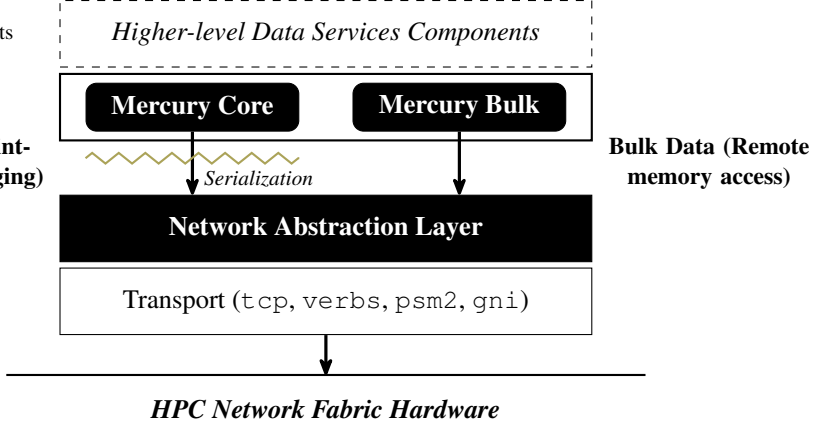 Higher-level Data Services Components
ts
Mercury Core
Mercury Bulk
int-
ging)
Bulk Data (Remote
memory access)
Serialization
Network Abstraction Layer
Transport (tcp, verbs, psm2, gni)
HPC Network Fabric Hardware